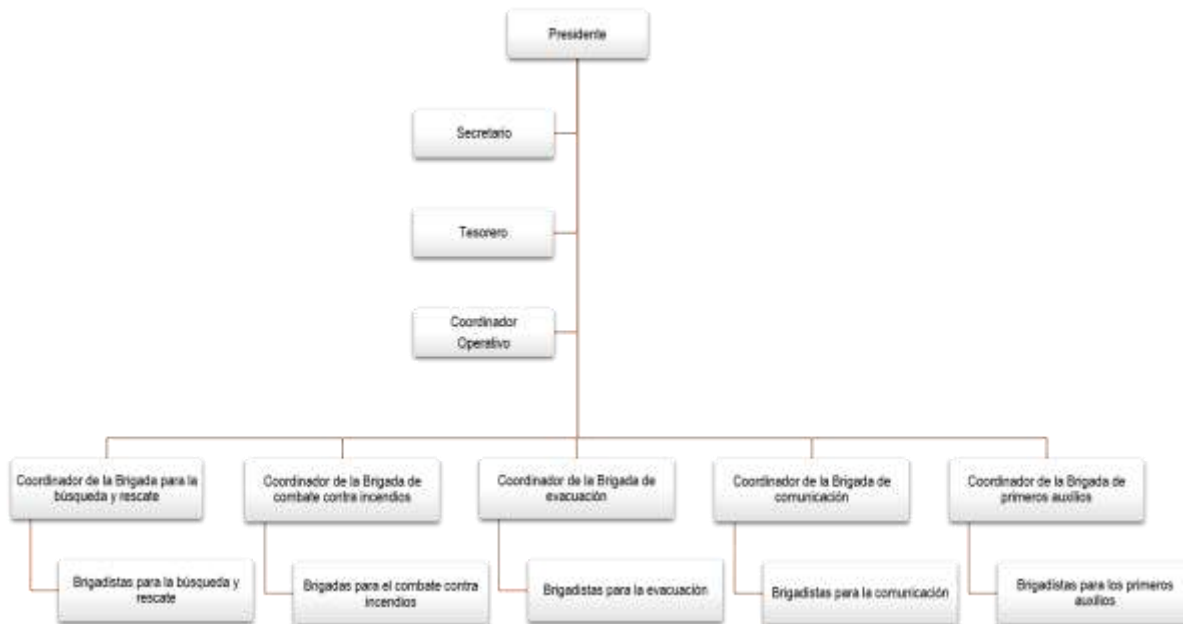 Presidente
Secretario
Tesorero
Coordinador
Operativo
Coordinador de la Brigada para la
búsqueda y rescate
Coordinador de la Brigada de
combate contra incendios
Coordinador de la Brigada de
evacuación
Coordinador de la Brigada de
comunicación
Coordinador de la Brigada de
primeros auxilios
Brigadistas para la búsqueda y
rescate
Brigadas para el combate contra
incendios
Brigadistas para la evacuación
Brigadistas para la comunicación
Brigadistas para los primeros
auxilios